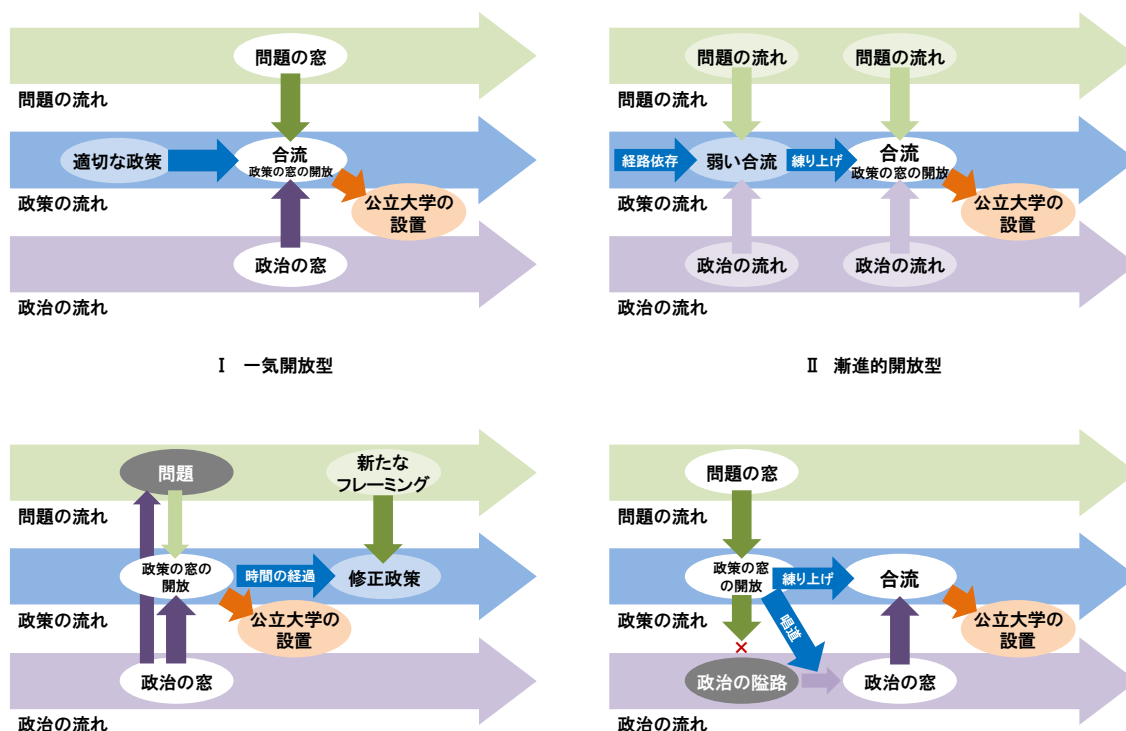 問題の窓
問題の流れ
適切な政策
合流
政策の窓の開放
政策の流れ
公立大学の
設置
政治の窓
政治の流れ
Ⅰ 一気開放型
問題の流れ
問題の流れ
問題の流れ
経路依存
弱い合流
練り上げ
合流
政策の窓の開放
政策の流れ
公立大学の
設置
政治の流れ
政治の流れ
政治の流れ
Ⅱ 漸進的開放型
問題
新たな
フレーミング
問題の流れ
政策の窓の
開放
時間の経過
修正政策
政策の流れ
公立大学の
設置
政治の窓
政治の流れ
問題の窓
問題の流れ
政策の窓
の開放
練り上げ
合流
政策の流れ
唱道
×
公立大学の
設置
政治の隘路
政治の窓
政治の流れ